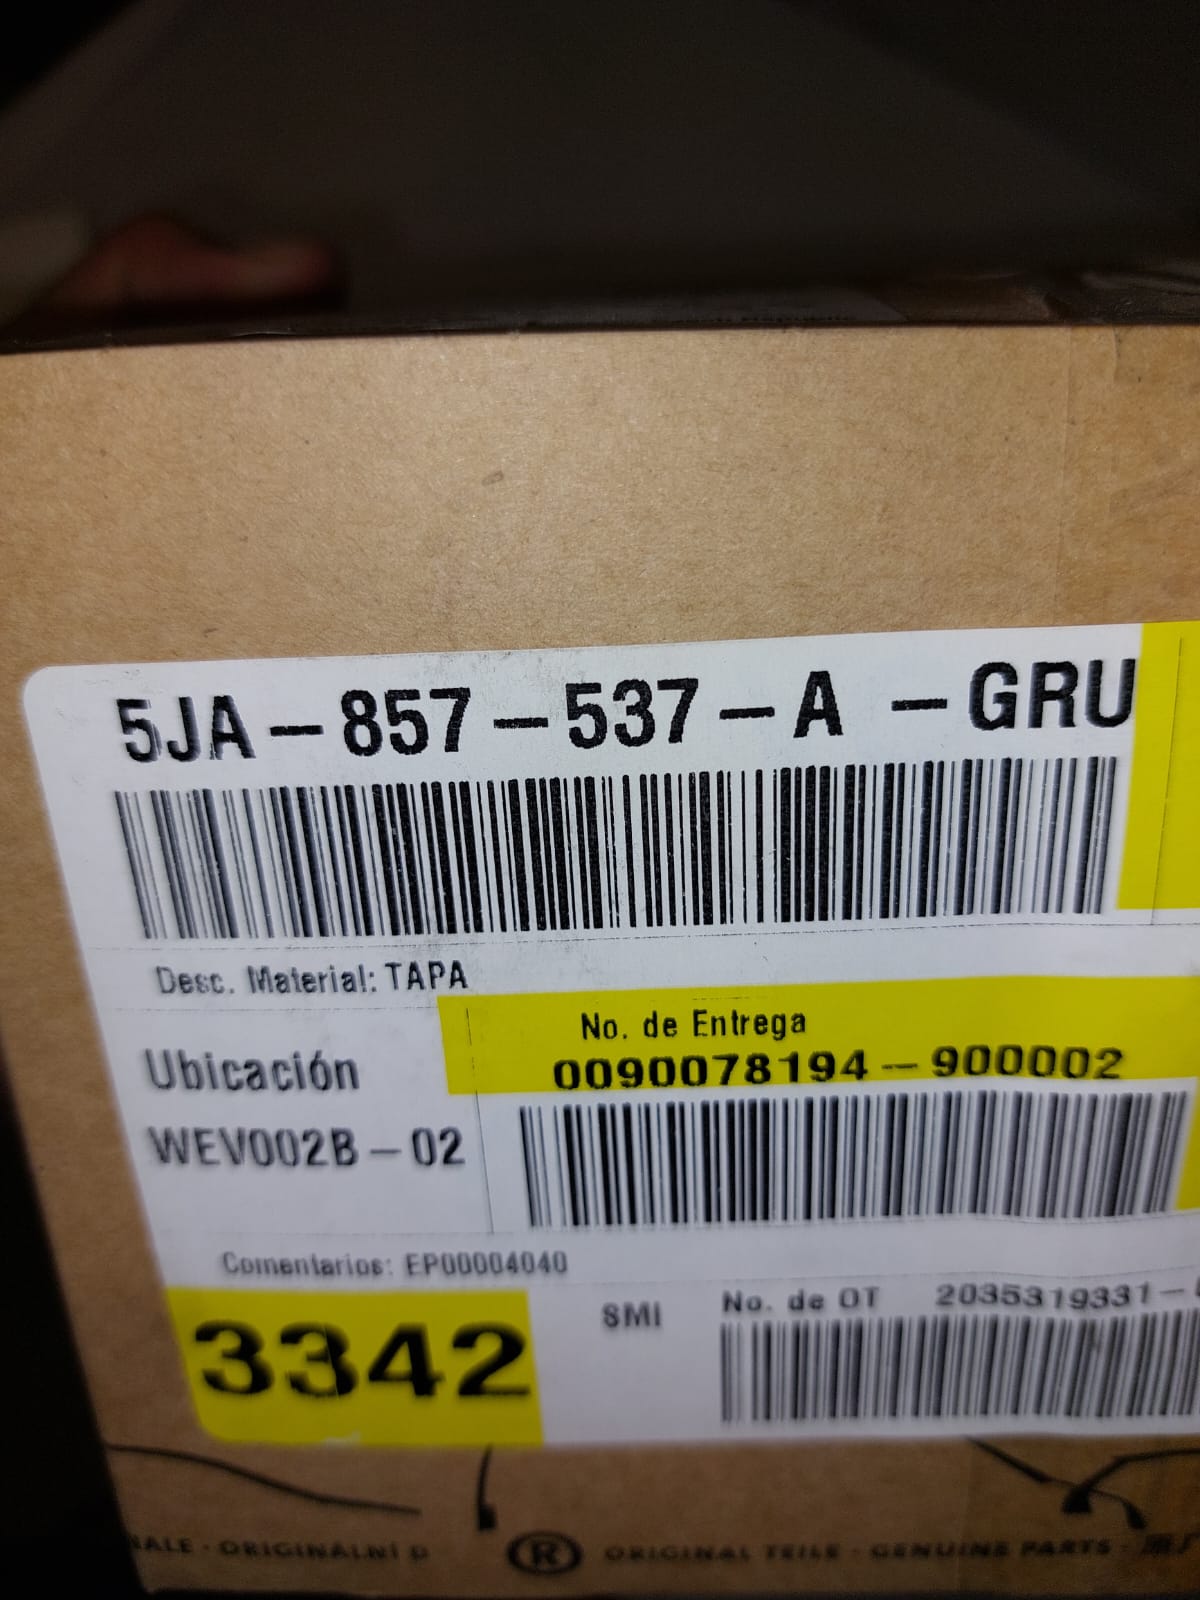 5JA-857-537-A -GRU
Desc. Material: TAPA
No. de Entrega
0090078194-900002
Ubicación
WEV002B-02
Comentarios: EP00004040
3342
SMI
No. de OT 2035319331-
ORIGINALNÍ D ® ORIGINAL TEILE · GENUINE PARTS ·